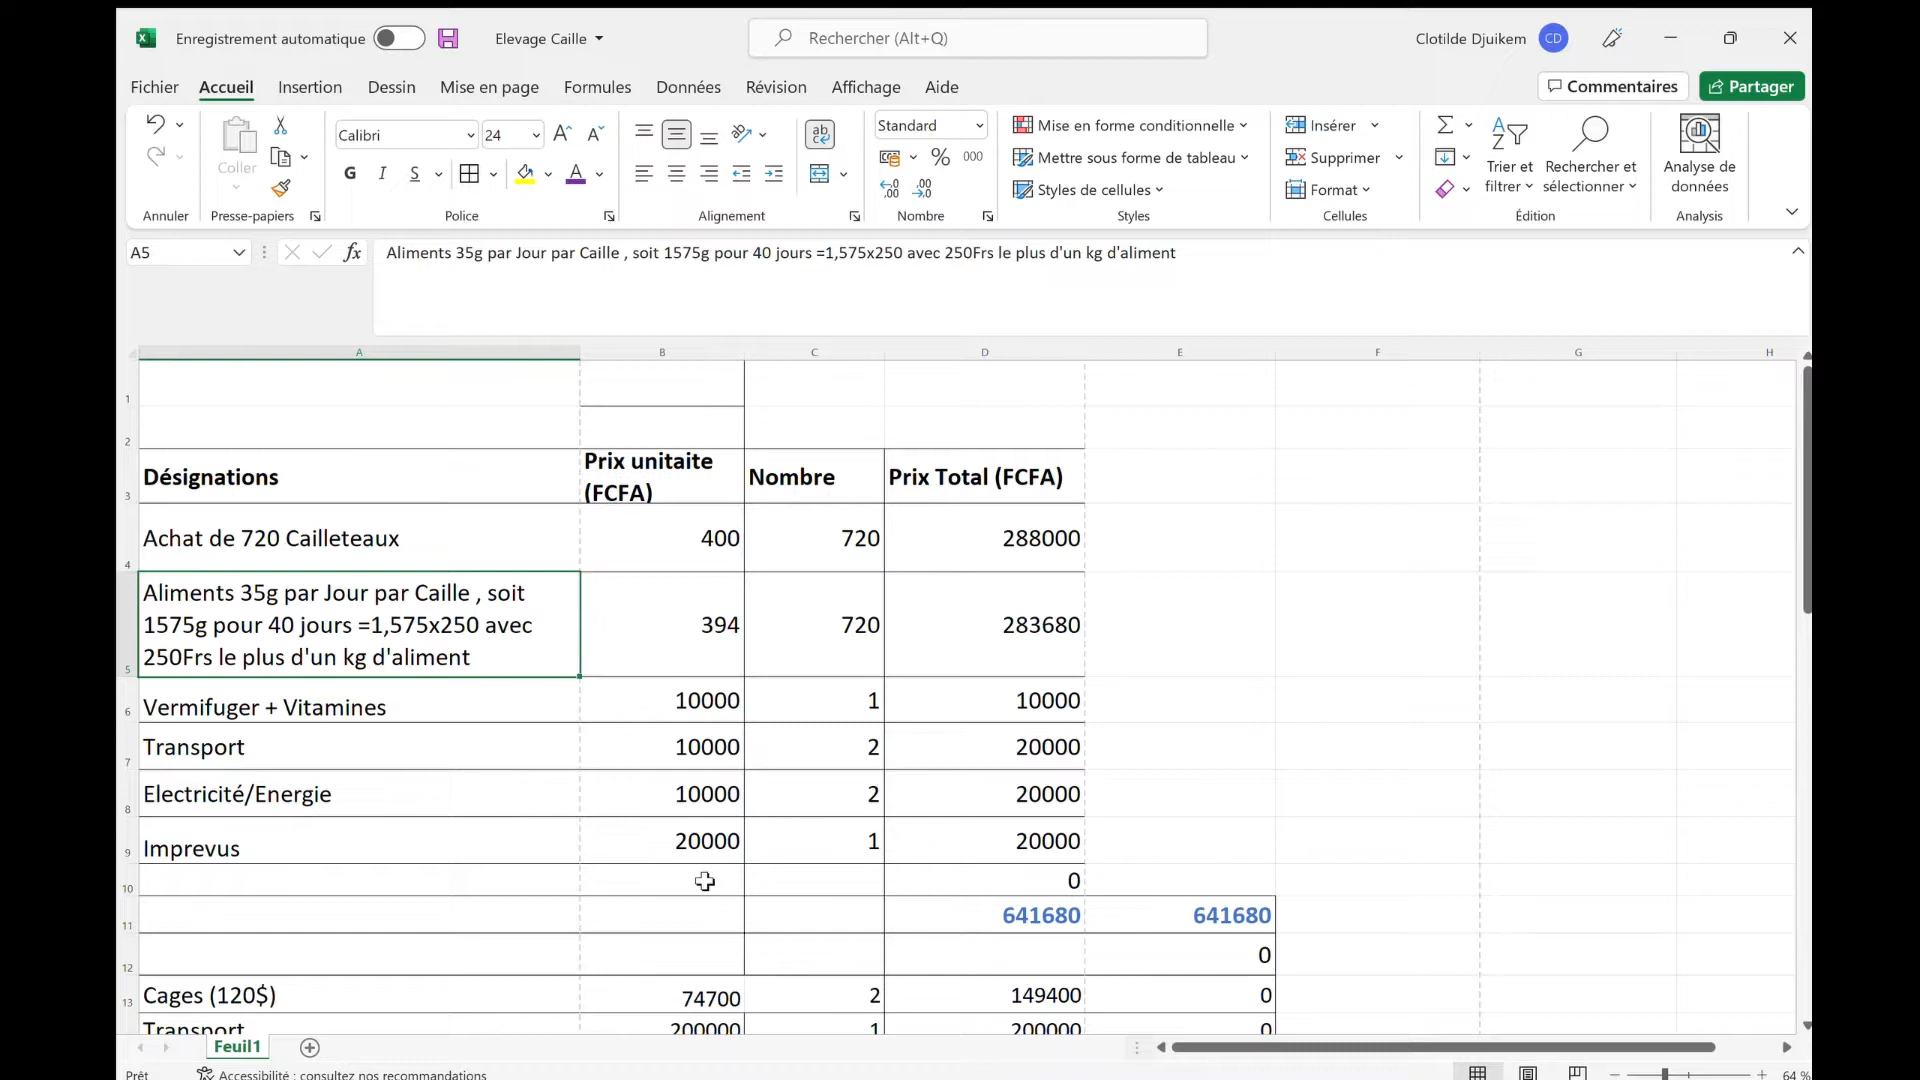 Enregistrement automatique
Elevage Caille
Rechercher (Alt+Q)
Clotilde Djuikem
CD
Fichier Accueil Insertion Dessin Mise en page Formules Données Révision Affichage Aide
Commentaires
Partager
Coller
Calibri
24
G I S
ab
Standard
% 000
Mise en forme conditionnelle
Mettre sous forme de tableau
Styles de cellules
Insérer
Supprimer
Format
Trier et filtrer
Rechercher et sélectionner
Analyse de données
Annuler Presse-papiers Police Alignement Nombre Styles Cellules Édition Analysis
A5
fx
Aliments 35g par Jour par Caille , soit 1575g pour 40 jours =1,575x250 avec 250Frs le plus d'un kg d'aliment
A B C D E F G H
1
2
3 Désignations Prix unitaite (FCFA) Nombre Prix Total (FCFA)
4 Achat de 720 Cailleteaux 400 720 288000
5 Aliments 35g par Jour par Caille , soit
1575g pour 40 jours =1,575x250 avec
250Frs le plus d'un kg d'aliment 394 720 283680
6 Vermifuger + Vitamines 10000 1 10000
7 Transport 10000 2 20000
8 Electricité/Energie 10000 2 20000
9 Imprevus 20000 1 20000
10 0
11 641680 641680
12 0
13 Cages (120$) 74700 2 149400 0
Transport 200000 1 200000 0
Feuil1
Prêt
Accessibilité : consultez nos recommandations
64 %